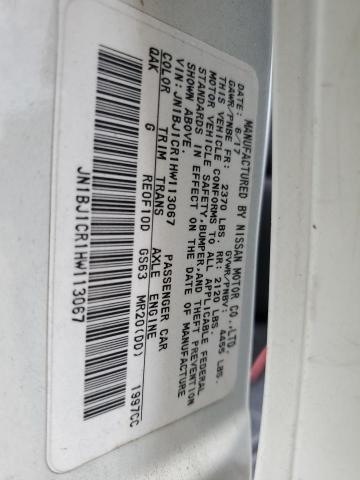 MANUFACTURED BY NISSAN MOTOR CO.,LTD.
DATE: 6/17 GVWR/PNBV: 4455 LBS.
GAWR/PNBE FR: 2370 LBS. RR: 2120 LBS.
THIS VEHICLE CONFORMS TO ALL APPLICABLE FEDERAL
MOTOR VEHICLE SAFETY,BUMPER,AND THEFT PREVENTION
STANDARDS IN EFFECT ON THE DATE OF MANUFACTURE
SHOWN ABOVE.
VIN:JN1BJ1CR1HW113067 PASSENGER CAR
COLOR TRIM TRANS AXLE ENGINE
QAK G RE0F10D GS63 MR20(DD) 1997CC
JN1BJ1CR1HW113067